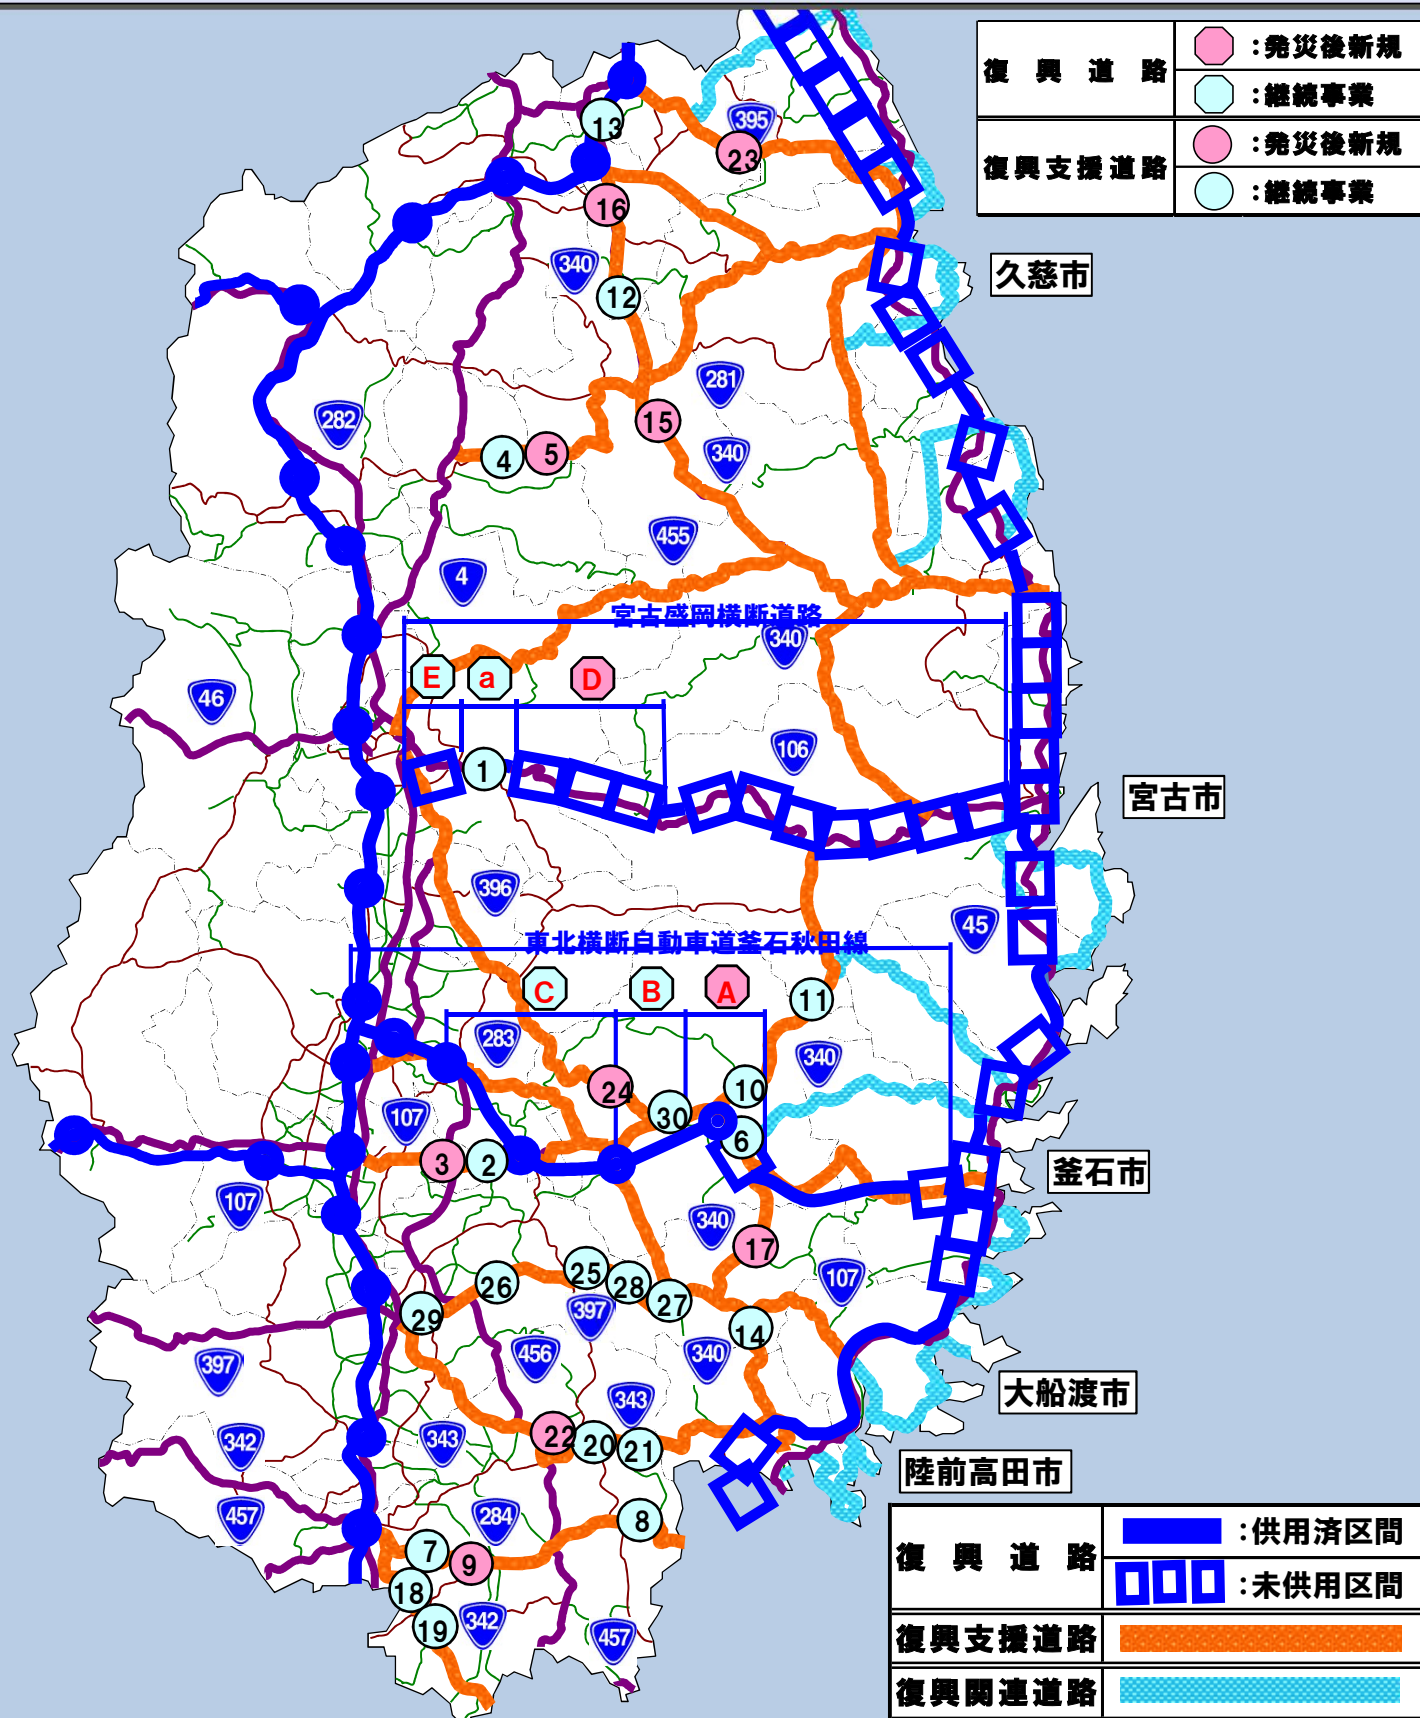 復興道路
:発災後新規
:継続事業
復興支援道路
:発災後新規
:継続事業
13
395
23
16
340
12
久慈市
281
282
15
340
4
5
455
4
宮古盛岡横断道路
340
E
a
D
46
106
1
宮古市
396
45
東北横断自動車道釜石秋田線
C
B
A
11
283
340
24
10
30
107
6
3
2
釜石市
107
340
17
25
26
28
107
27
29
397
14
456
340
397
大船渡市
343
22
20
21
342
343
陸前高田市
457
284
8
7
9
18
342
19
457
復興道路
:供用済区間
:未供用区間
復興支援道路
復興関連道路